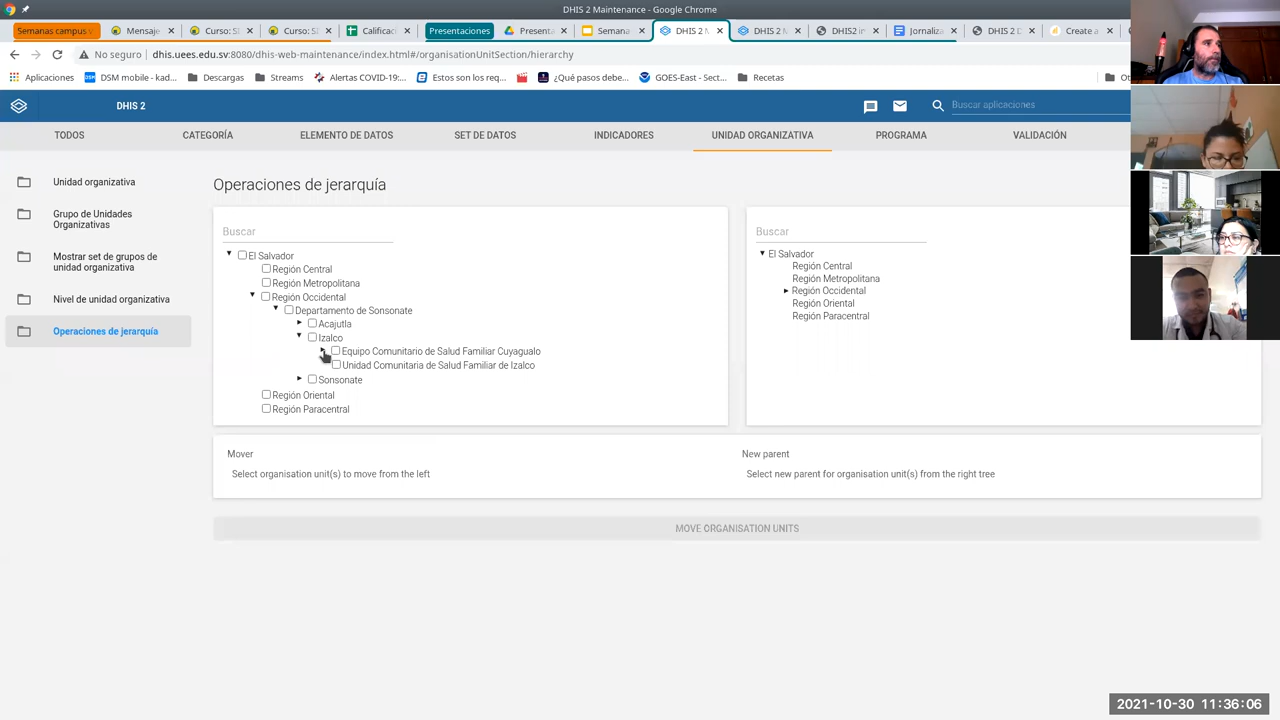 DHIS 2 Maintenance - Google Chrome
Semanas campus v
Mensaje
Curso: SI
Curso: SI
Calificac
Presentaciones
Presenta
Semana
DHIS 2 M
DHIS 2 M
DHIS2 in
Jornaliz
DHIS 2 D
Create a
No seguro
dhis.uees.edu.sv:8080/dhis-web-maintenance/index.html#/organisationUnitSection/hierarchy
Aplicaciones
DSM mobile - kad...
Descargas
Streams
Alertas COVID-19:...
Estos son los req...
¿Qué pasos debe...
GOES-East - Sect...
Recetas
DHIS 2
Buscar aplicaciones
TODOS
CATEGORÍA
ELEMENTO DE DATOS
SET DE DATOS
INDICADORES
UNIDAD ORGANIZATIVA
PROGRAMA
VALIDACIÓN
Unidad organizativa
Grupo de Unidades
Organizativas
Mostrar set de grupos de
unidad organizativa
Nivel de unidad organizativa
Operaciones de jerarquía
Operaciones de jerarquía
Buscar
El Salvador
Región Central
Región Metropolitana
Región Occidental
Departamento de Sonsonate
Acajutla
Izalco
Equipo Comunitario de Salud Familiar Cuyagualo
Unidad Comunitaria de Salud Familiar de Izalco
Sonsonate
Región Oriental
Región Paracentral
Buscar
El Salvador
Región Central
Región Metropolitana
Región Occidental
Región Oriental
Región Paracentral
Mover
Select organisation unit(s) to move from the left
New parent
Select new parent for organisation unit(s) from the right tree
MOVE ORGANISATION UNITS
2021-10-30 11:36:06